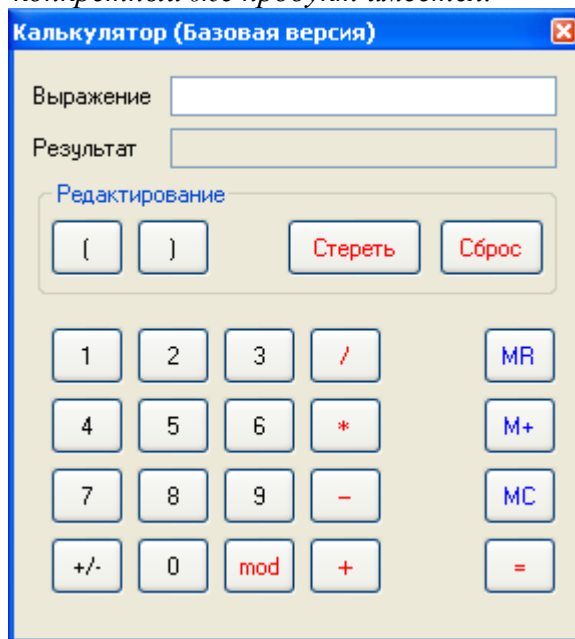 Калькулятор (Базовая версия)
Выражение
Результат
Редактирование
( ) Стереть Сброс
1 2 3 / MR
4 5 6 * M+
7 8 9 - MC
+/- 0 mod + =